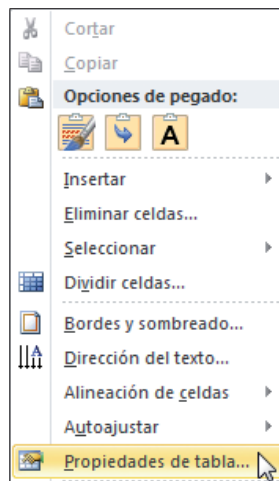 Cortar
Copiar
Opciones de pegado:
A
Insertar
Eliminar celdas...
Seleccionar
Dividir celdas...
Bordes y sombreado...
Dirección del texto...
Alineación de celdas
Autoajustar
Propiedades de tabla...